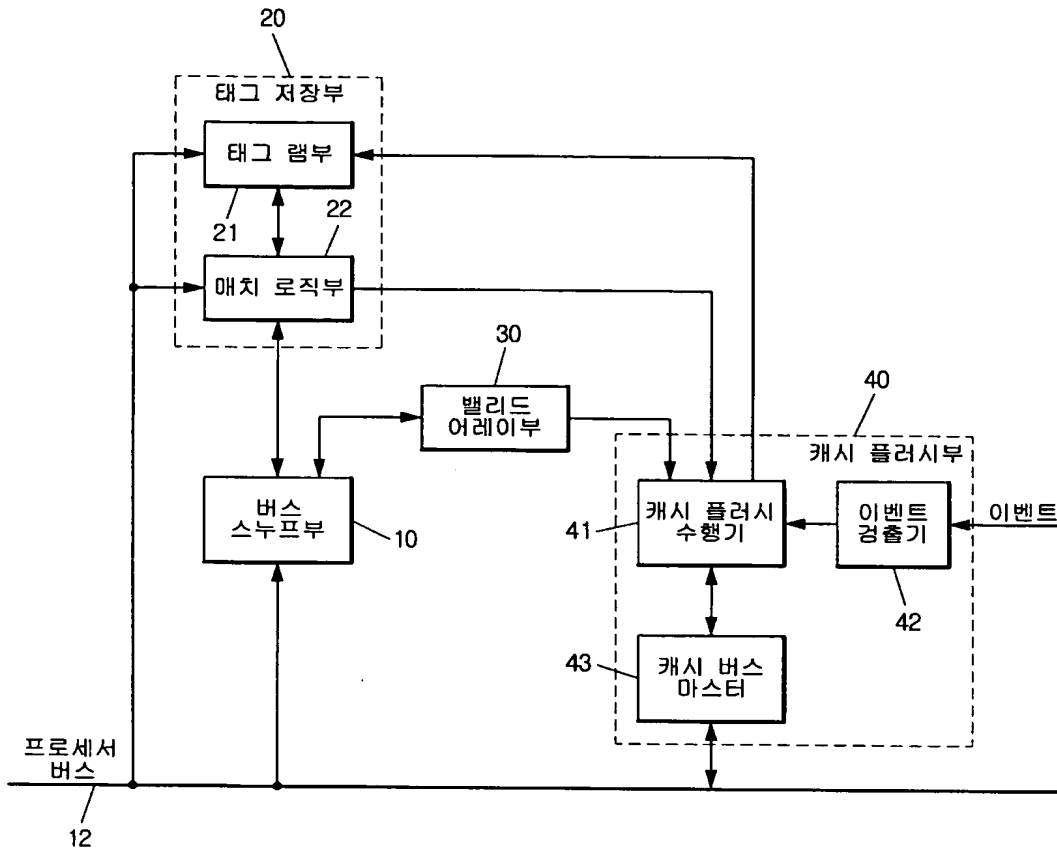 20
태그 저장부
태그 램부
21
22
매치 로직부
30
밸리드
어레이부
40
캐시 플러시부
버스
스누프부
10
41
캐시 플러시
수행기
이벤트
검출기
이벤트
42
43
캐시 버스
마스터
프로세서
버스
12